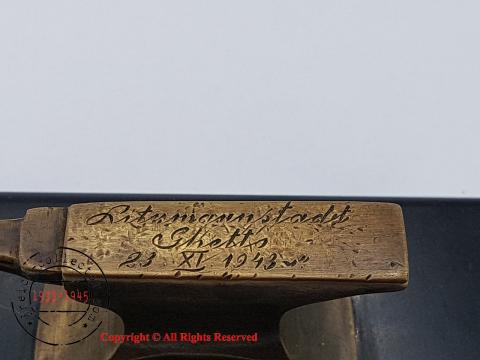 Litzmannstadt
Ghetto
23 XI 1943
1933-1945
Copyright © All Rights Reserved